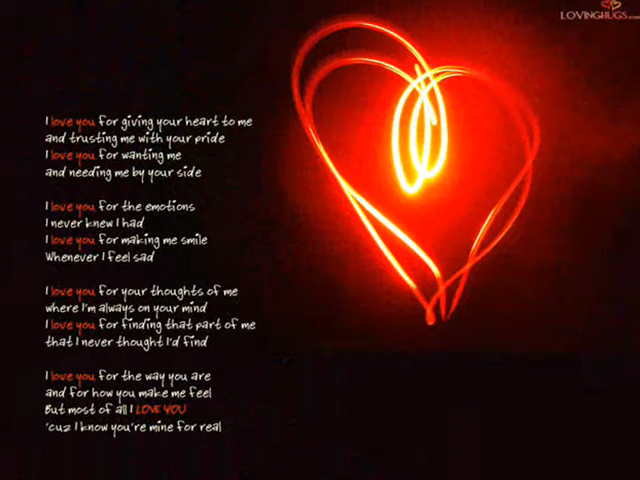 LOVINGHUGS.com
I love you for giving your heart to me
and trusting me with your pride
I love you for wanting me
and needing me by your side
I love you for the emotions
I never knew I had
I love you for making me smile
Whenever I feel sad
I love you for your thoughts of me
where I'm always on your mind
I love you for finding that part of me
that I never thought I'd find
I love you for the way you are
and for how you make me feel
But most of all I LOVE YOU
'cuz I know you're mine for real